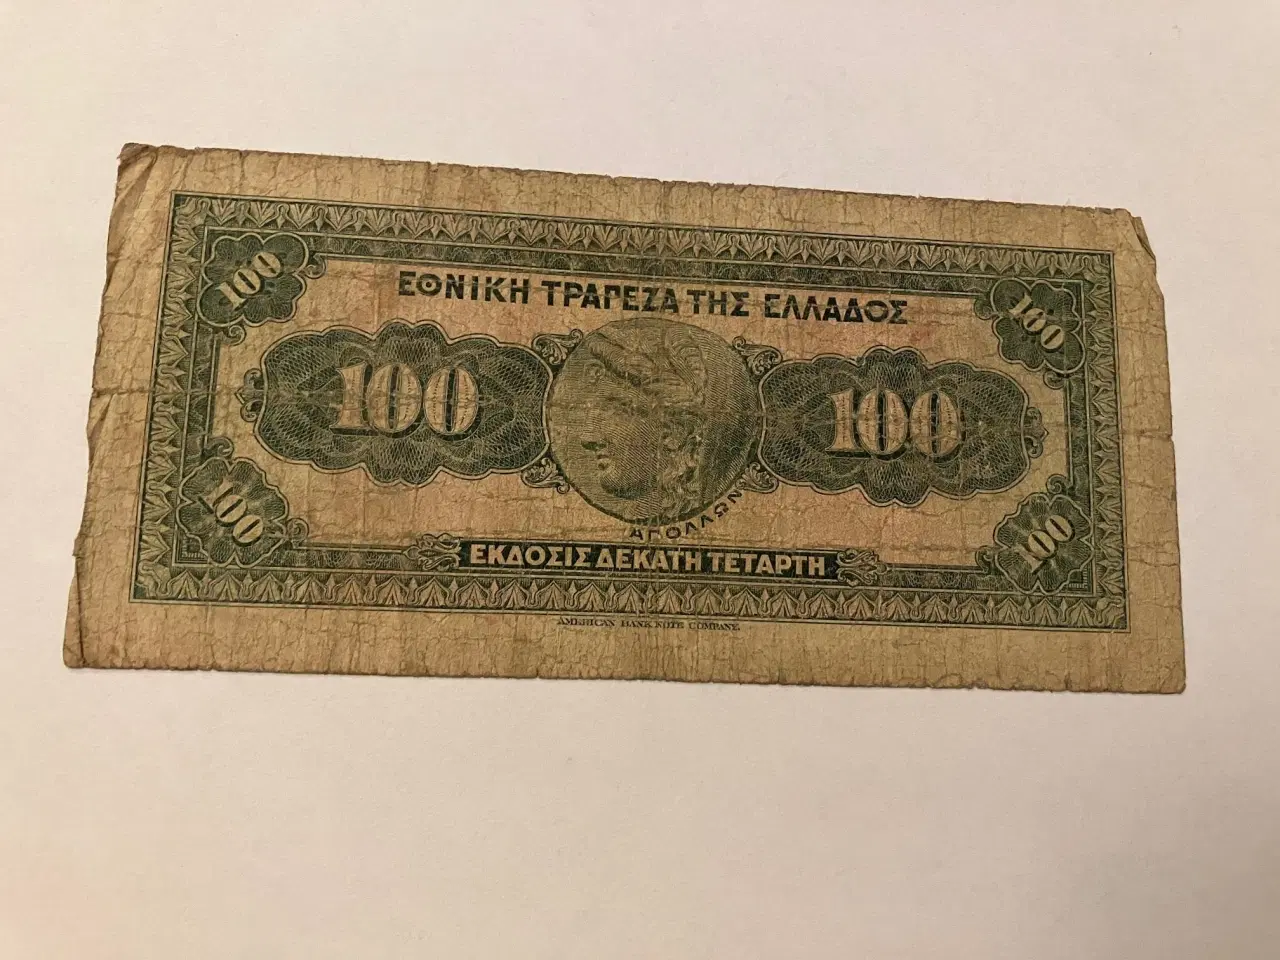 ΕΘΝΙΚΗ ΤΡΑΠΕΖΑ ΤΗΣ ΕΛΛΑΔΟΣ
100 100
100 100
ΑΠΟΛΛΩΝ
100 100
ΕΚΔΟΣΙΣ ΔΕΚΑΤΗ ΤΕΤΑΡΤΗ
AMERICAN BANK NOTE COMPANY.